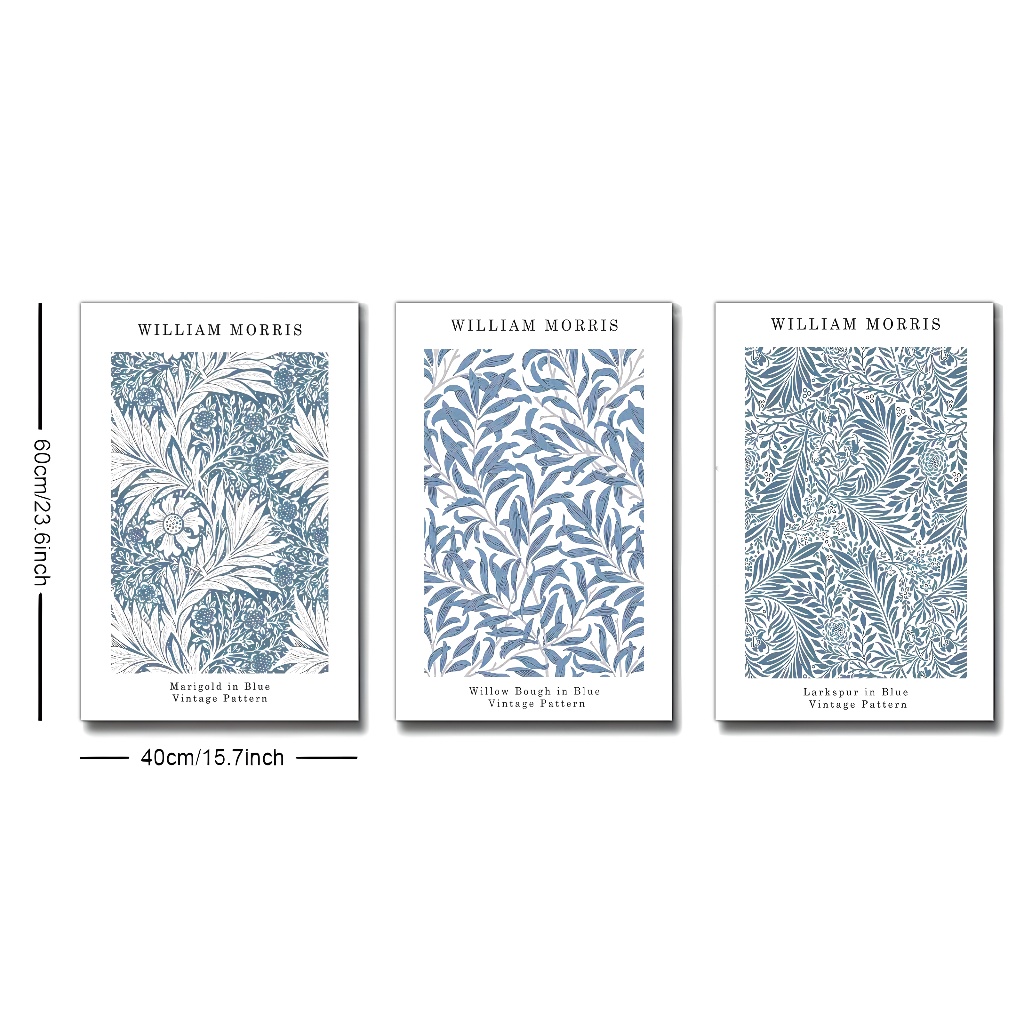 WILLIAM MORRIS
Marigold in Blue
Vintage Pattern
WILLIAM MORRIS
Willow Bough in Blue
Vintage Pattern
WILLIAM MORRIS
Larkspur in Blue
Vintage Pattern
60cm/23.6inch
40cm/15.7inch